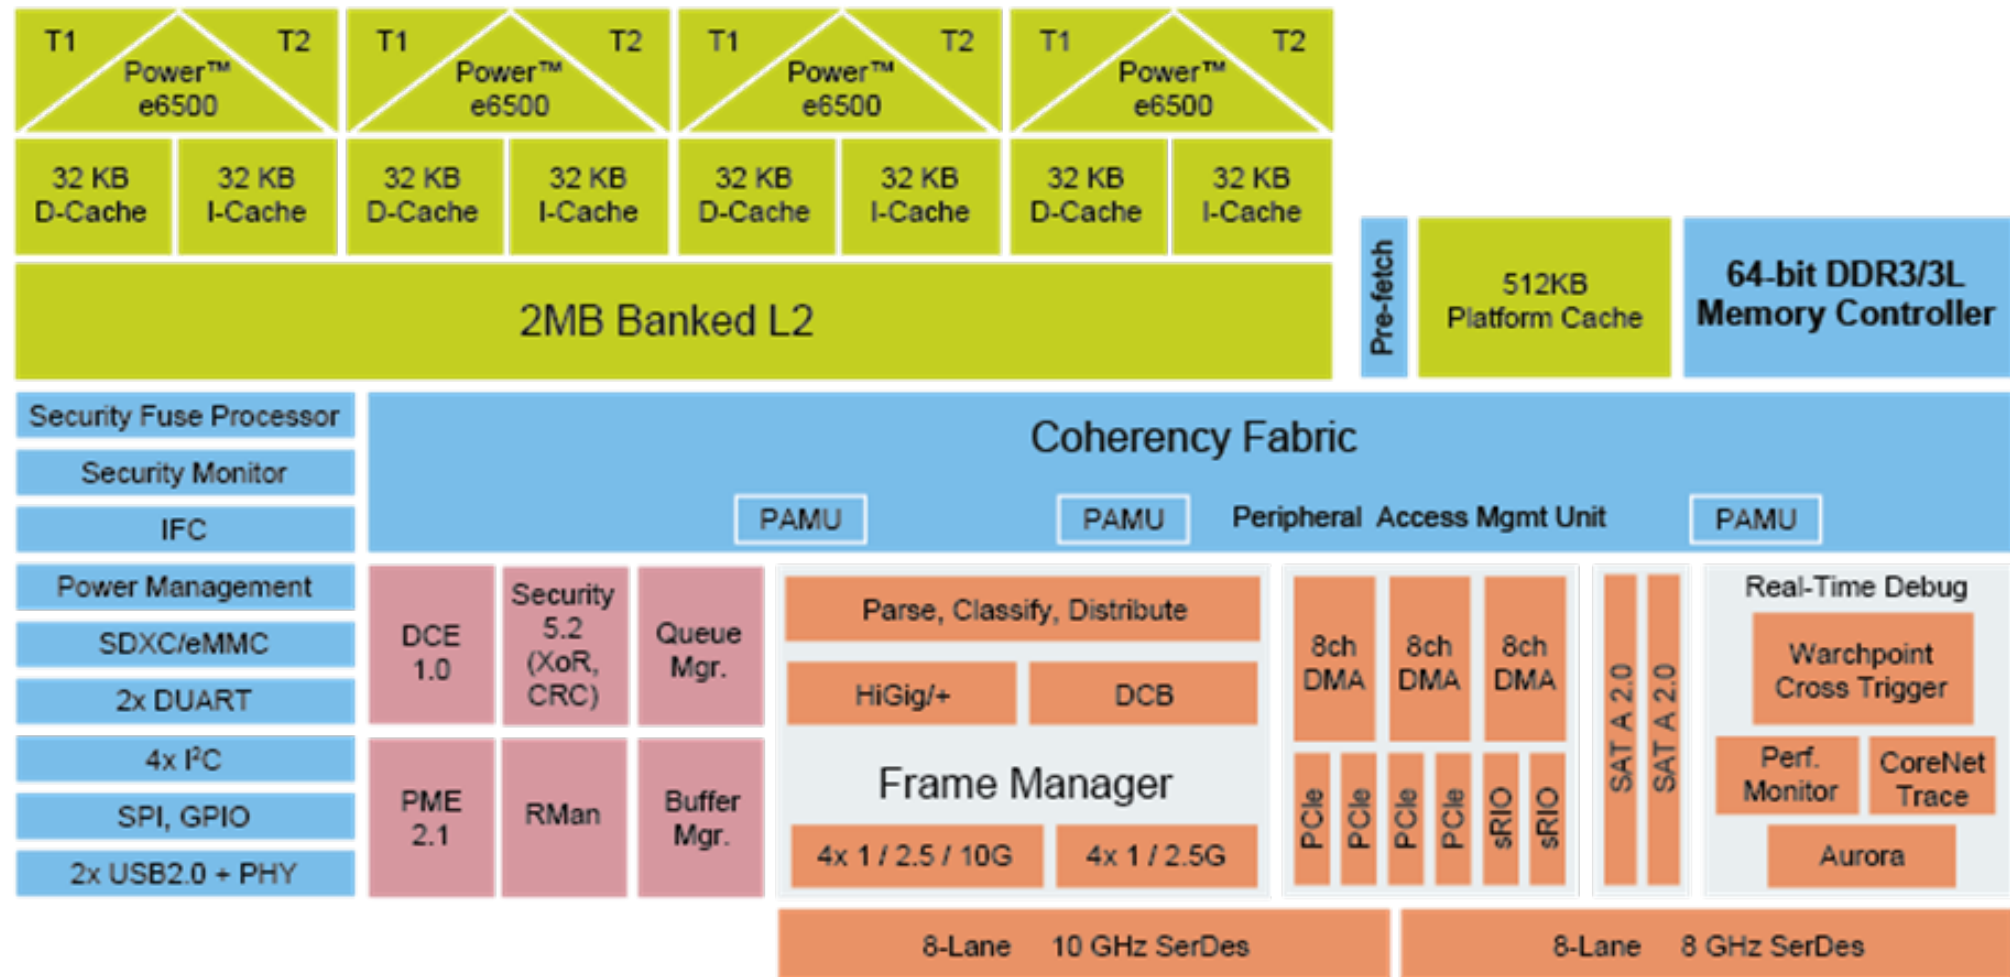 T1
T2
Power™
e6500
T1
T2
Power™
e6500
T1
T2
Power™
e6500
T1
T2
Power™
e6500
32 KB
D-Cache
32 KB
I-Cache
32 KB
D-Cache
32 KB
I-Cache
32 KB
D-Cache
32 KB
I-Cache
32 KB
D-Cache
32 KB
I-Cache
2MB Banked L2
Pre-fetch
512KB
Platform Cache
64-bit DDR3/3L
Memory Controller
Security Fuse Processor
Security Monitor
IFC
Power Management
SDXC/eMMC
2x DUART
4x I²C
SPI, GPIO
2x USB2.0 + PHY
Coherency Fabric
PAMU
PAMU
Peripheral Access Mgmt Unit
PAMU
DCE
1.0
Security
5.2
(XoR,
CRC)
Queue
Mgr.
PME
2.1
RMan
Buffer
Mgr.
Parse, Classify, Distribute
HiGig/+
DCB
Frame Manager
4x 1 / 2.5 / 10G
4x 1 / 2.5G
8ch
DMA
8ch
DMA
8ch
DMA
PCIe
PCIe
PCIe
PCIe
sRIO
sRIO
SAT A 2.0
SAT A 2.0
Real-Time Debug
Warchpoint
Cross Trigger
Perf.
Monitor
CoreNet
Trace
Aurora
8-Lane 10 GHz SerDes
8-Lane 8 GHz SerDes